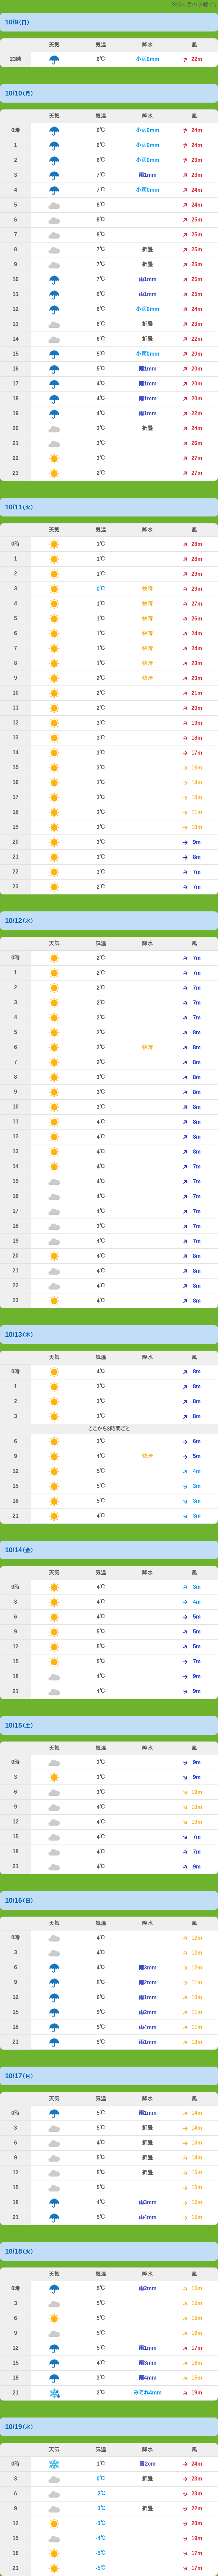 10/9(日)
天気 気温 降水 風
23時 6℃ 小雨0mm 22m
10/10(月)
天気 気温 降水 風
0時 6℃ 小雨0mm 24m
1 6℃ 小雨0mm 24m
2 6℃ 小雨0mm 23m
3 7℃ 雨1mm 23m
4 7℃ 小雨0mm 24m
5 8℃ 24m
6 8℃ 25m
7 8℃ 25m
8 7℃ 折畳 25m
9 7℃ 折畳 25m
10 7℃ 雨1mm 25m
11 6℃ 雨1mm 25m
12 6℃ 小雨0mm 24m
13 6℃ 折畳 23m
14 6℃ 折畳 22m
15 5℃ 小雨0mm 20m
16 5℃ 雨1mm 20m
17 4℃ 雨1mm 20m
18 4℃ 雨1mm 20m
19 4℃ 雨1mm 22m
20 3℃ 折畳 24m
21 3℃ 26m
22 3℃ 27m
23 2℃ 27m
10/11(火)
天気 気温 降水 風
0時 1℃ 28m
1 1℃ 28m
2 1℃ 29m
3 0℃ 快晴 29m
4 1℃ 快晴 27m
5 1℃ 快晴 26m
6 1℃ 快晴 24m
7 1℃ 快晴 24m
8 1℃ 快晴 23m
9 2℃ 快晴 23m
10 2℃ 21m
11 2℃ 20m
12 3℃ 19m
13 3℃ 18m
14 3℃ 17m
15 3℃ 16m
16 3℃ 14m
17 3℃ 13m
18 3℃ 11m
19 3℃ 10m
20 3℃ 9m
21 3℃ 8m
22 3℃ 7m
23 2℃ 7m
10/12(水)
天気 気温 降水 風
0時 2℃ 7m
1 2℃ 7m
2 2℃ 7m
3 2℃ 7m
4 2℃ 7m
5 2℃ 8m
6 2℃ 快晴 8m
7 2℃ 8m
8 3℃ 8m
9 3℃ 8m
10 3℃ 8m
11 4℃ 8m
12 4℃ 8m
13 4℃ 8m
14 4℃ 7m
15 4℃ 7m
16 4℃ 7m
17 4℃ 7m
18 3℃ 7m
19 4℃ 7m
20 4℃ 8m
21 4℃ 8m
22 4℃ 8m
23 4℃ 8m
10/13(木)
天気 気温 降水 風
0時 4℃ 8m
1 3℃ 8m
2 3℃ 8m
3 3℃ 8m
ここから3時間ごと
6 3℃ 6m
9 4℃ 快晴 5m
12 5℃ 4m
15 5℃ 3m
18 5℃ 3m
21 4℃ 3m
10/14(金)
天気 気温 降水 風
0時 4℃ 3m
3 4℃ 4m
6 4℃ 5m
9 5℃ 5m
12 5℃ 5m
15 5℃ 7m
18 4℃ 9m
21 4℃ 9m
10/15(土)
天気 気温 降水 風
0時 3℃ 9m
3 3℃ 9m
6 3℃ 10m
9 4℃ 10m
12 4℃ 10m
15 4℃ 7m
18 4℃ 7m
21 4℃ 9m
10/16(日)
天気 気温 降水 風
0時 4℃ 12m
3 4℃ 12m
6 4℃ 雨3mm 12m
9 5℃ 雨2mm 11m
12 6℃ 雨1mm 10m
15 5℃ 雨2mm 11m
18 5℃ 雨4mm 11m
21 5℃ 雨1mm 13m
10/17(月)
天気 気温 降水 風
0時 5℃ 雨1mm 14m
3 5℃ 折畳 14m
6 4℃ 折畳 13m
9 5℃ 折畳 14m
12 5℃ 折畳 15m
15 5℃ 15m
18 4℃ 雨3mm 15m
21 5℃ 雨4mm 15m
10/18(火)
天気 気温 降水 風
0時 5℃ 雨2mm 15m
3 5℃ 15m
6 5℃ 15m
9 5℃ 16m
12 5℃ 雨1mm 17m
15 4℃ 雨3mm 16m
18 3℃ 雨4mm 15m
21 2℃ みぞれ4mm 19m
10/19(水)
天気 気温 降水 風
0時 1℃ 雪2cm 24m
3 0℃ 折畳 23m
6 -2℃ 23m
9 -3℃ 折畳 22m
12 -3℃ 20m
15 -4℃ 19m
18 -5℃ 17m
21 -5℃ 17m